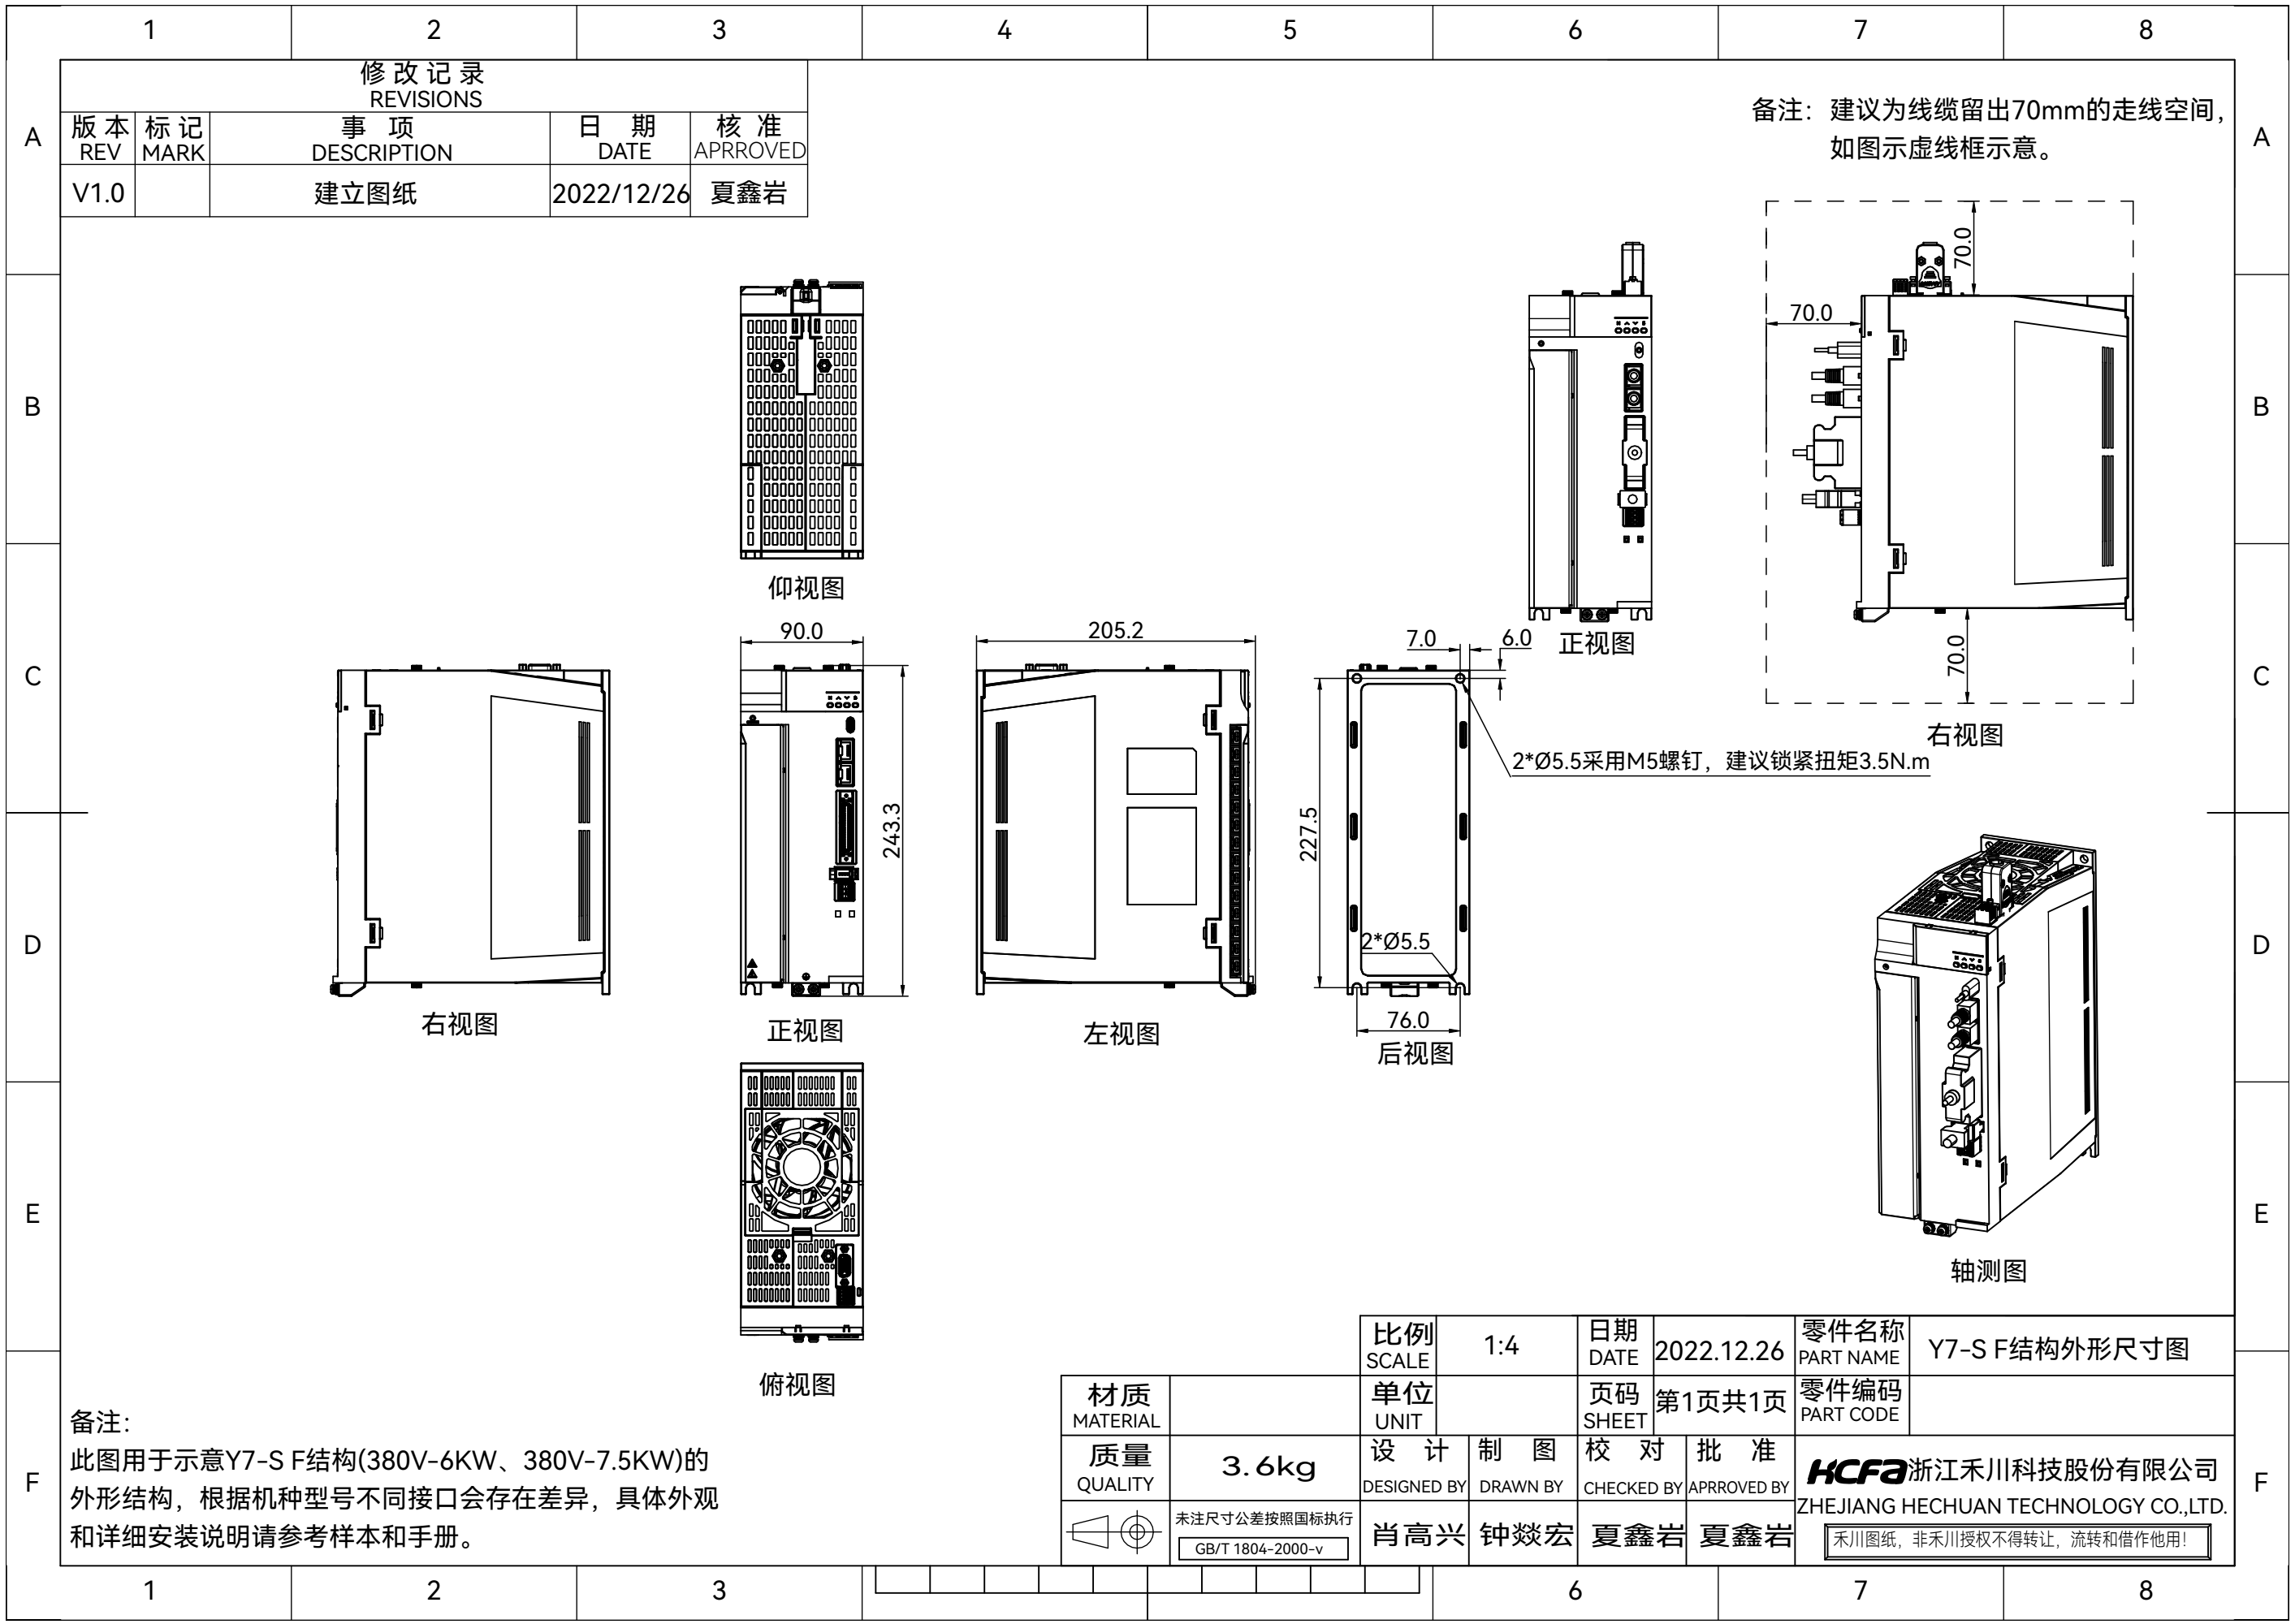 1 2 3 4 5 6 7 8
修改记录
REVISIONS
版本 标记 事项 日期 核准
REV MARK DESCRIPTION DATE APRROVED
V1.0 建立图纸 2022/12/26 夏鑫岩
备注：建议为线缆留出70mm的走线空间，
如图示虚线框示意。
A A
B B
C C
D D
E E
F F
70.0
70.0
70.0
右视图
正视图
仰视图
90.0
243.3
205.2
7.0
6.0
2*Ø5.5采用M5螺钉，建议锁紧扭矩3.5N.m
227.5
2*Ø5.5
76.0
右视图
正视图
左视图
后视图
俯视图
轴测图
备注：
此图用于示意Y7-S F结构(380V-6KW、380V-7.5KW)的
外形结构，根据机种型号不同接口会存在差异，具体外观
和详细安装说明请参考样本和手册。
比例 1:4 日期 2022.12.26 零件名称 Y7-S F结构外形尺寸图
SCALE DATE PART NAME
材质 单位 页码 第1页共1页 零件编码
MATERIAL UNIT SHEET PART CODE
质量 3.6kg 设计 制图 校对 批准
QUALITY DESIGNED BY DRAWN BY CHECKED BY APRROVED BY
HCFA 浙江禾川科技股份有限公司
ZHEJIANG HECHUAN TECHNOLOGY CO.,LTD.
未注尺寸公差按照国标执行
GB/T 1804-2000-v
肖高兴 钟燚宏 夏鑫岩 夏鑫岩
禾川图纸，非禾川授权不得转让，流转和借作他用！
1 2 3 6 7 8